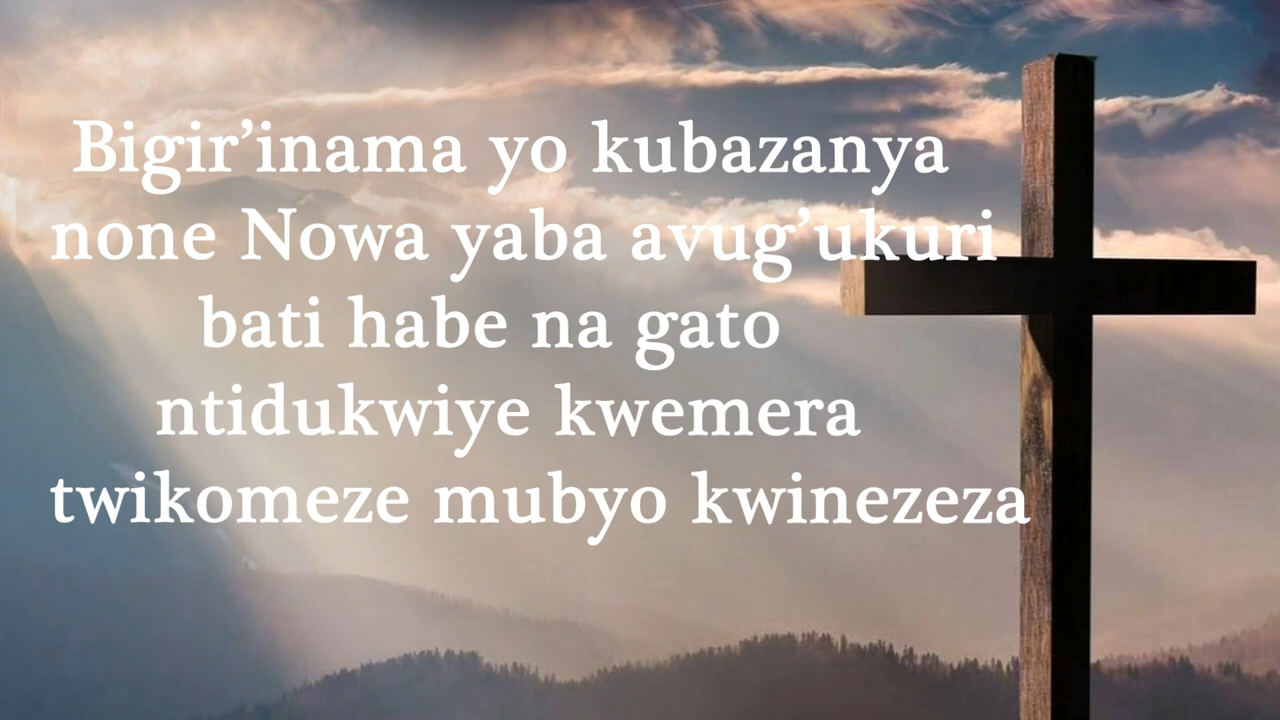 Bigir’inama yo kubazanya
none Nowa yaba avug’ukuri
bati habe na gato
ntidukwiye kwemera
twikomeze mubyo kwinezeza